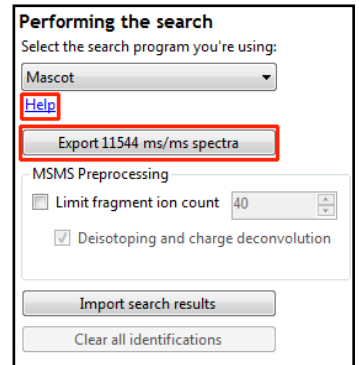 Performing the search
Select the search program you're using:
Mascot
Help
Export 11544 ms/ms spectra
MSMS Preprocessing
Limit fragment ion count 40
Deisotoping and charge deconvolution
Import search results
Clear all identifications